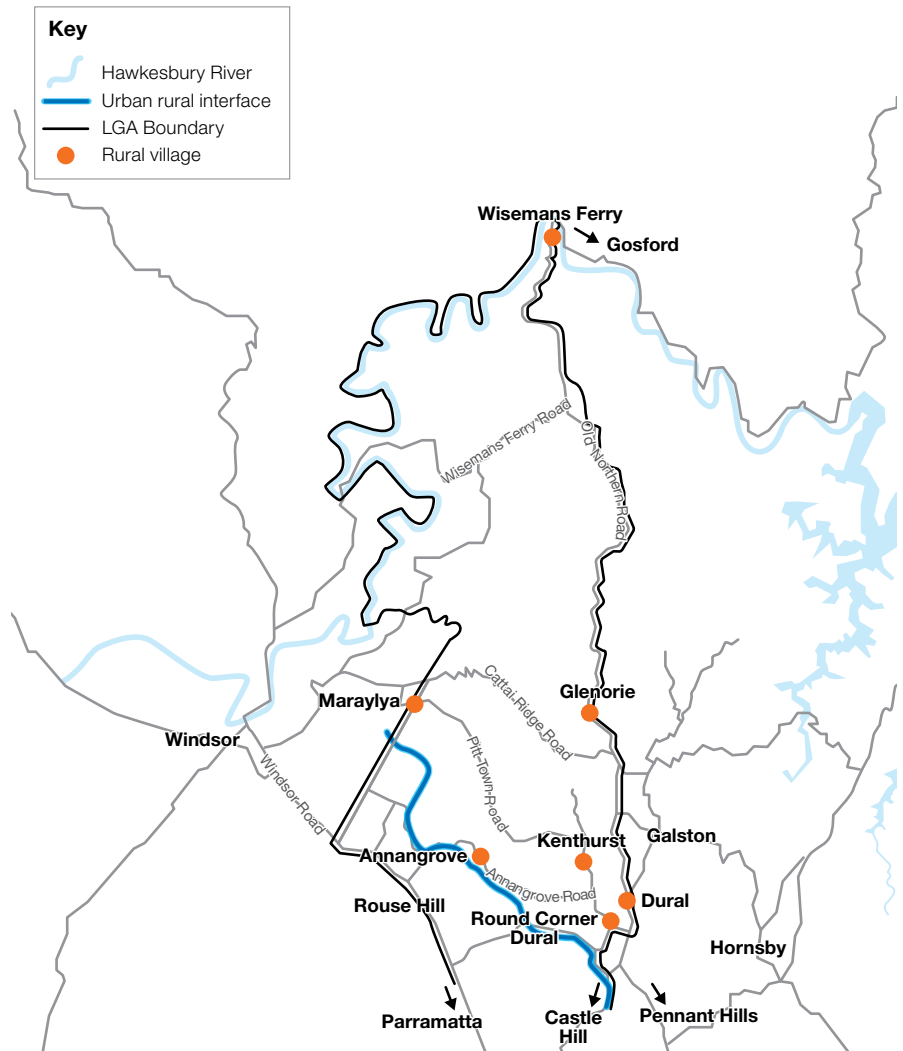 Key
Hawkesbury River
Urban rural interface
LGA Boundary
Rural village
Wisemans Ferry
Gosford
Wisemans Ferry Road
Old Northern Road
Glenorie
Cattai Ridge Road
Maraylya
Windsor
Pitt Town Road
Windsor Road
Kenthurst
Galston
Annangrove
Annangrove Road
Rouse Hill
Dural
Round Corner
Dural
Hornsby
Parramatta
Castle
Hill
Pennant Hills